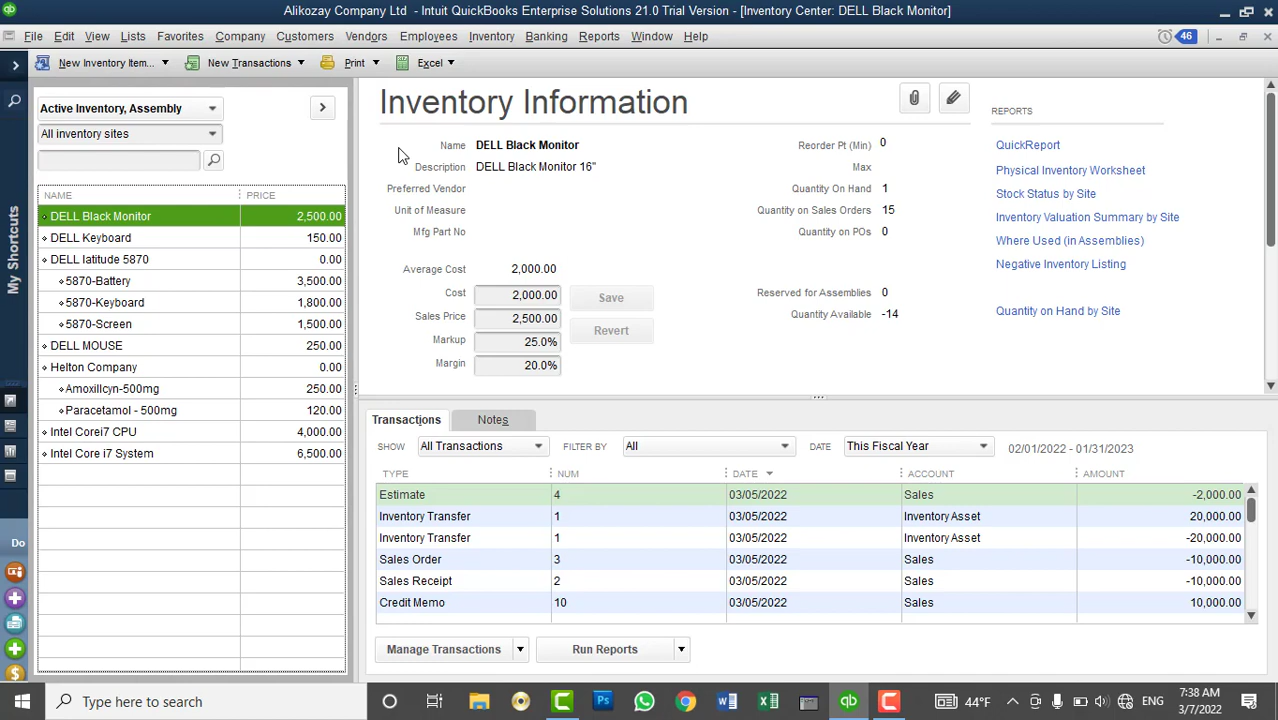 Alikozay Company Ltd - Intuit QuickBooks Enterprise Solutions 21.0 Trial Version - [Inventory Center: DELL Black Monitor]
File Edit View Lists Favorites Company Customers Vendors Employees Inventory Banking Reports Window Help 46
New Inventory Item... New Transactions Print Excel
My Shortcuts
Do
Active Inventory, Assembly
All inventory sites
NAME PRICE
DELL Black Monitor 2,500.00
DELL Keyboard 150.00
DELL latitude 5870 0.00
5870-Battery 3,500.00
5870-Keyboard 1,800.00
5870-Screen 1,500.00
DELL MOUSE 250.00
Helton Company 0.00
Amoxillcyn-500mg 250.00
Paracetamol - 500mg 120.00
Intel Corei7 CPU 4,000.00
Intel Core i7 System 6,500.00
Inventory Information
Name DELL Black Monitor
Description DELL Black Monitor 16"
Preferred Vendor
Unit of Measure
Mfg Part No
Average Cost 2,000.00
Cost 2,000.00 Save
Sales Price 2,500.00 Revert
Markup 25.0%
Margin 20.0%
Reorder Pt (Min) 0
Max
Quantity On Hand 1
Quantity on Sales Orders 15
Quantity on POs 0
Reserved for Assemblies 0
Quantity Available -14
REPORTS
QuickReport
Physical Inventory Worksheet
Stock Status by Site
Inventory Valuation Summary by Site
Where Used (in Assemblies)
Negative Inventory Listing
Quantity on Hand by Site
Transactions Notes
SHOW All Transactions FILTER BY All DATE This Fiscal Year 02/01/2022 - 01/31/2023
TYPE NUM DATE ACCOUNT AMOUNT
Estimate 4 03/05/2022 Sales -2,000.00
Inventory Transfer 1 03/05/2022 Inventory Asset 20,000.00
Inventory Transfer 1 03/05/2022 Inventory Asset -20,000.00
Sales Order 3 03/05/2022 Sales -10,000.00
Sales Receipt 2 03/05/2022 Sales -10,000.00
Credit Memo 10 03/05/2022 Sales 10,000.00
Manage Transactions Run Reports
Type here to search
44°F ENG
7:38 AM
3/7/2022